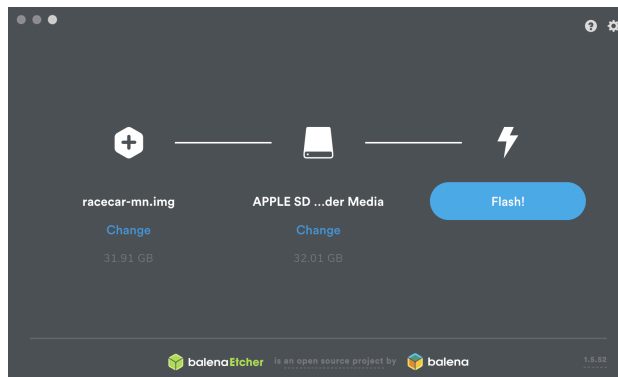 racecar-mn.img
APPLE SD ...der Media
Flash!
Change
Change
31.91 GB
32.01 GB
balenaEtcher is an open source project by balena
1.5.52